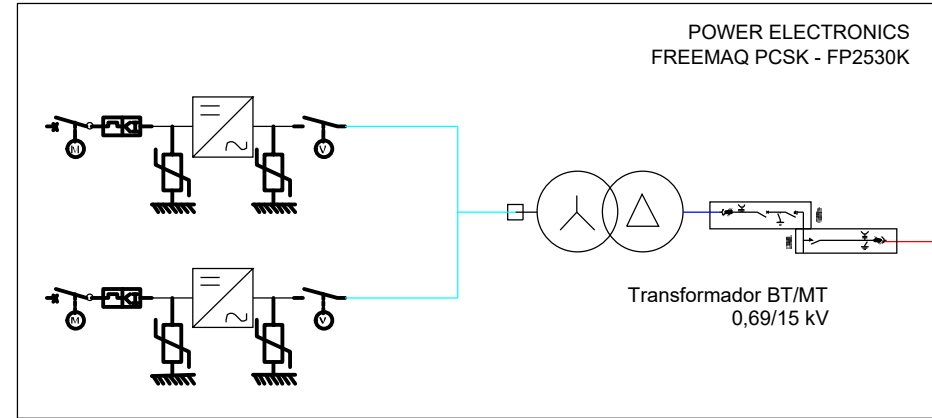 POWER ELECTRONICS
FREEMAQ PCSK - FP2530K
M
V
Transformador BT/MT
0,69/15 kV
M
V